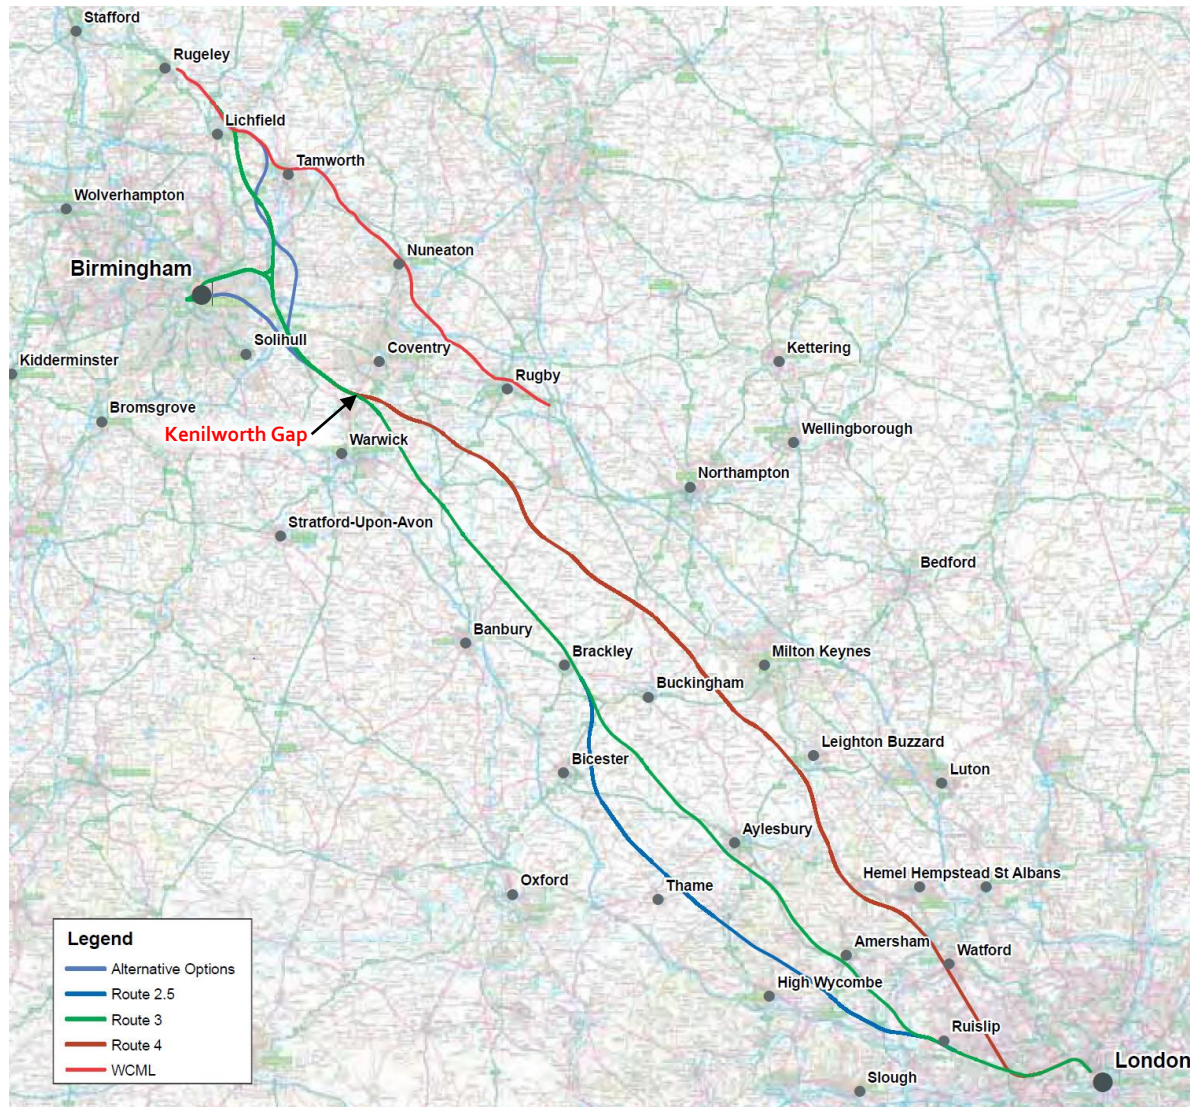 Stafford
Rugeley
Lichfield
Tamworth
Wolverhampton
Nuneaton
Birmingham
Solihull
Coventry
Kettering
Kidderminster
Rugby
Bromsgrove
Kenilworth Gap
Warwick
Wellingborough
Northampton
Stratford-Upon-Avon
Bedford
Banbury
Brackley
Milton Keynes
Buckingham
Leighton Buzzard
Bicester
Luton
Aylesbury
Hemel Hempstead
St Albans
Oxford
Thame
Amersham
Watford
High Wycombe
Ruislip
London
Slough
Legend
Alternative Options
Route 2.5
Route 3
Route 4
WCML